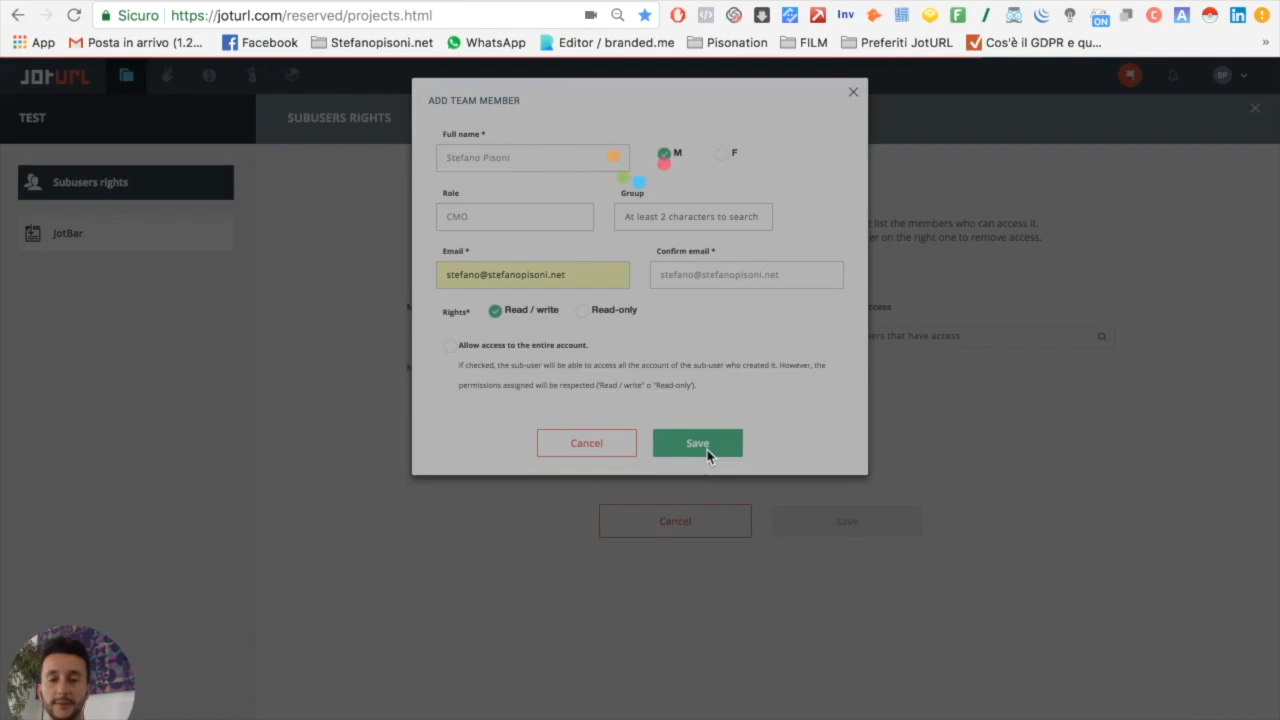 Sicuro
https://joturl.com/reserved/projects.html
Inv
ON
App
Posta in arrivo (1.2...
Facebook
Stefanopisoni.net
WhatsApp
Editor / branded.me
Pisonation
FILM
Preferiti JotURL
Cos'è il GDPR e qu...
»
JOTURL
SP
TEST
SUBUSERS RIGHTS
Subusers rights
JotBar
ADD TEAM MEMBER
Full name *
Stefano Pisoni
M
F
Role
Group
CMO
At least 2 characters to search
Email *
Confirm email *
stefano@stefanopisoni.net
stefano@stefanopisoni.net
Rights*
Read / write
Read-only
Allow access to the entire account.
If checked, the sub-user will be able to access all the account of the sub-user who created it. However, the
permissions assigned will be respected ('Read / write" o "Read-only').
Cancel
Save
t list the members who can access it.
er on the right one to remove access.
ccess
ers that have access
Cancel
Save